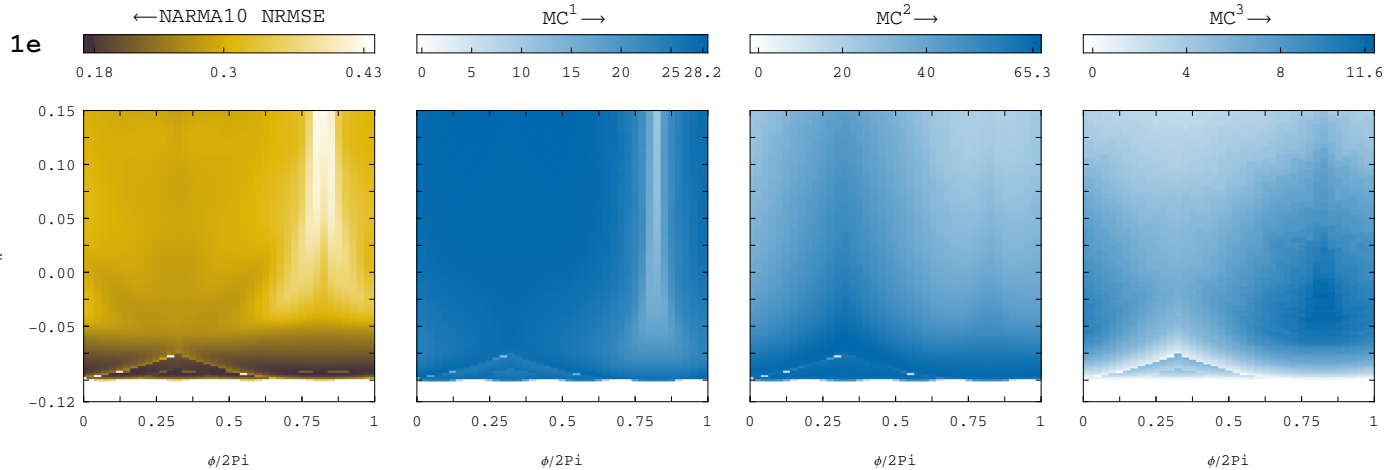 ←NARMA10 NRMSE MC¹→ MC²→ MC³→
1e
0.18 0.3 0.43 0 5 10 15 20 25 28.2 0 20 40 65.3 0 4 8 11.6
0.15
0.10
0.05
0.00
−0.05
−0.12
0 0.25 0.5 0.75 1 0 0.25 0.5 0.75 1 0 0.25 0.5 0.75 1 0 0.25 0.5 0.75 1
ϕ/2Pi ϕ/2Pi ϕ/2Pi ϕ/2Pi